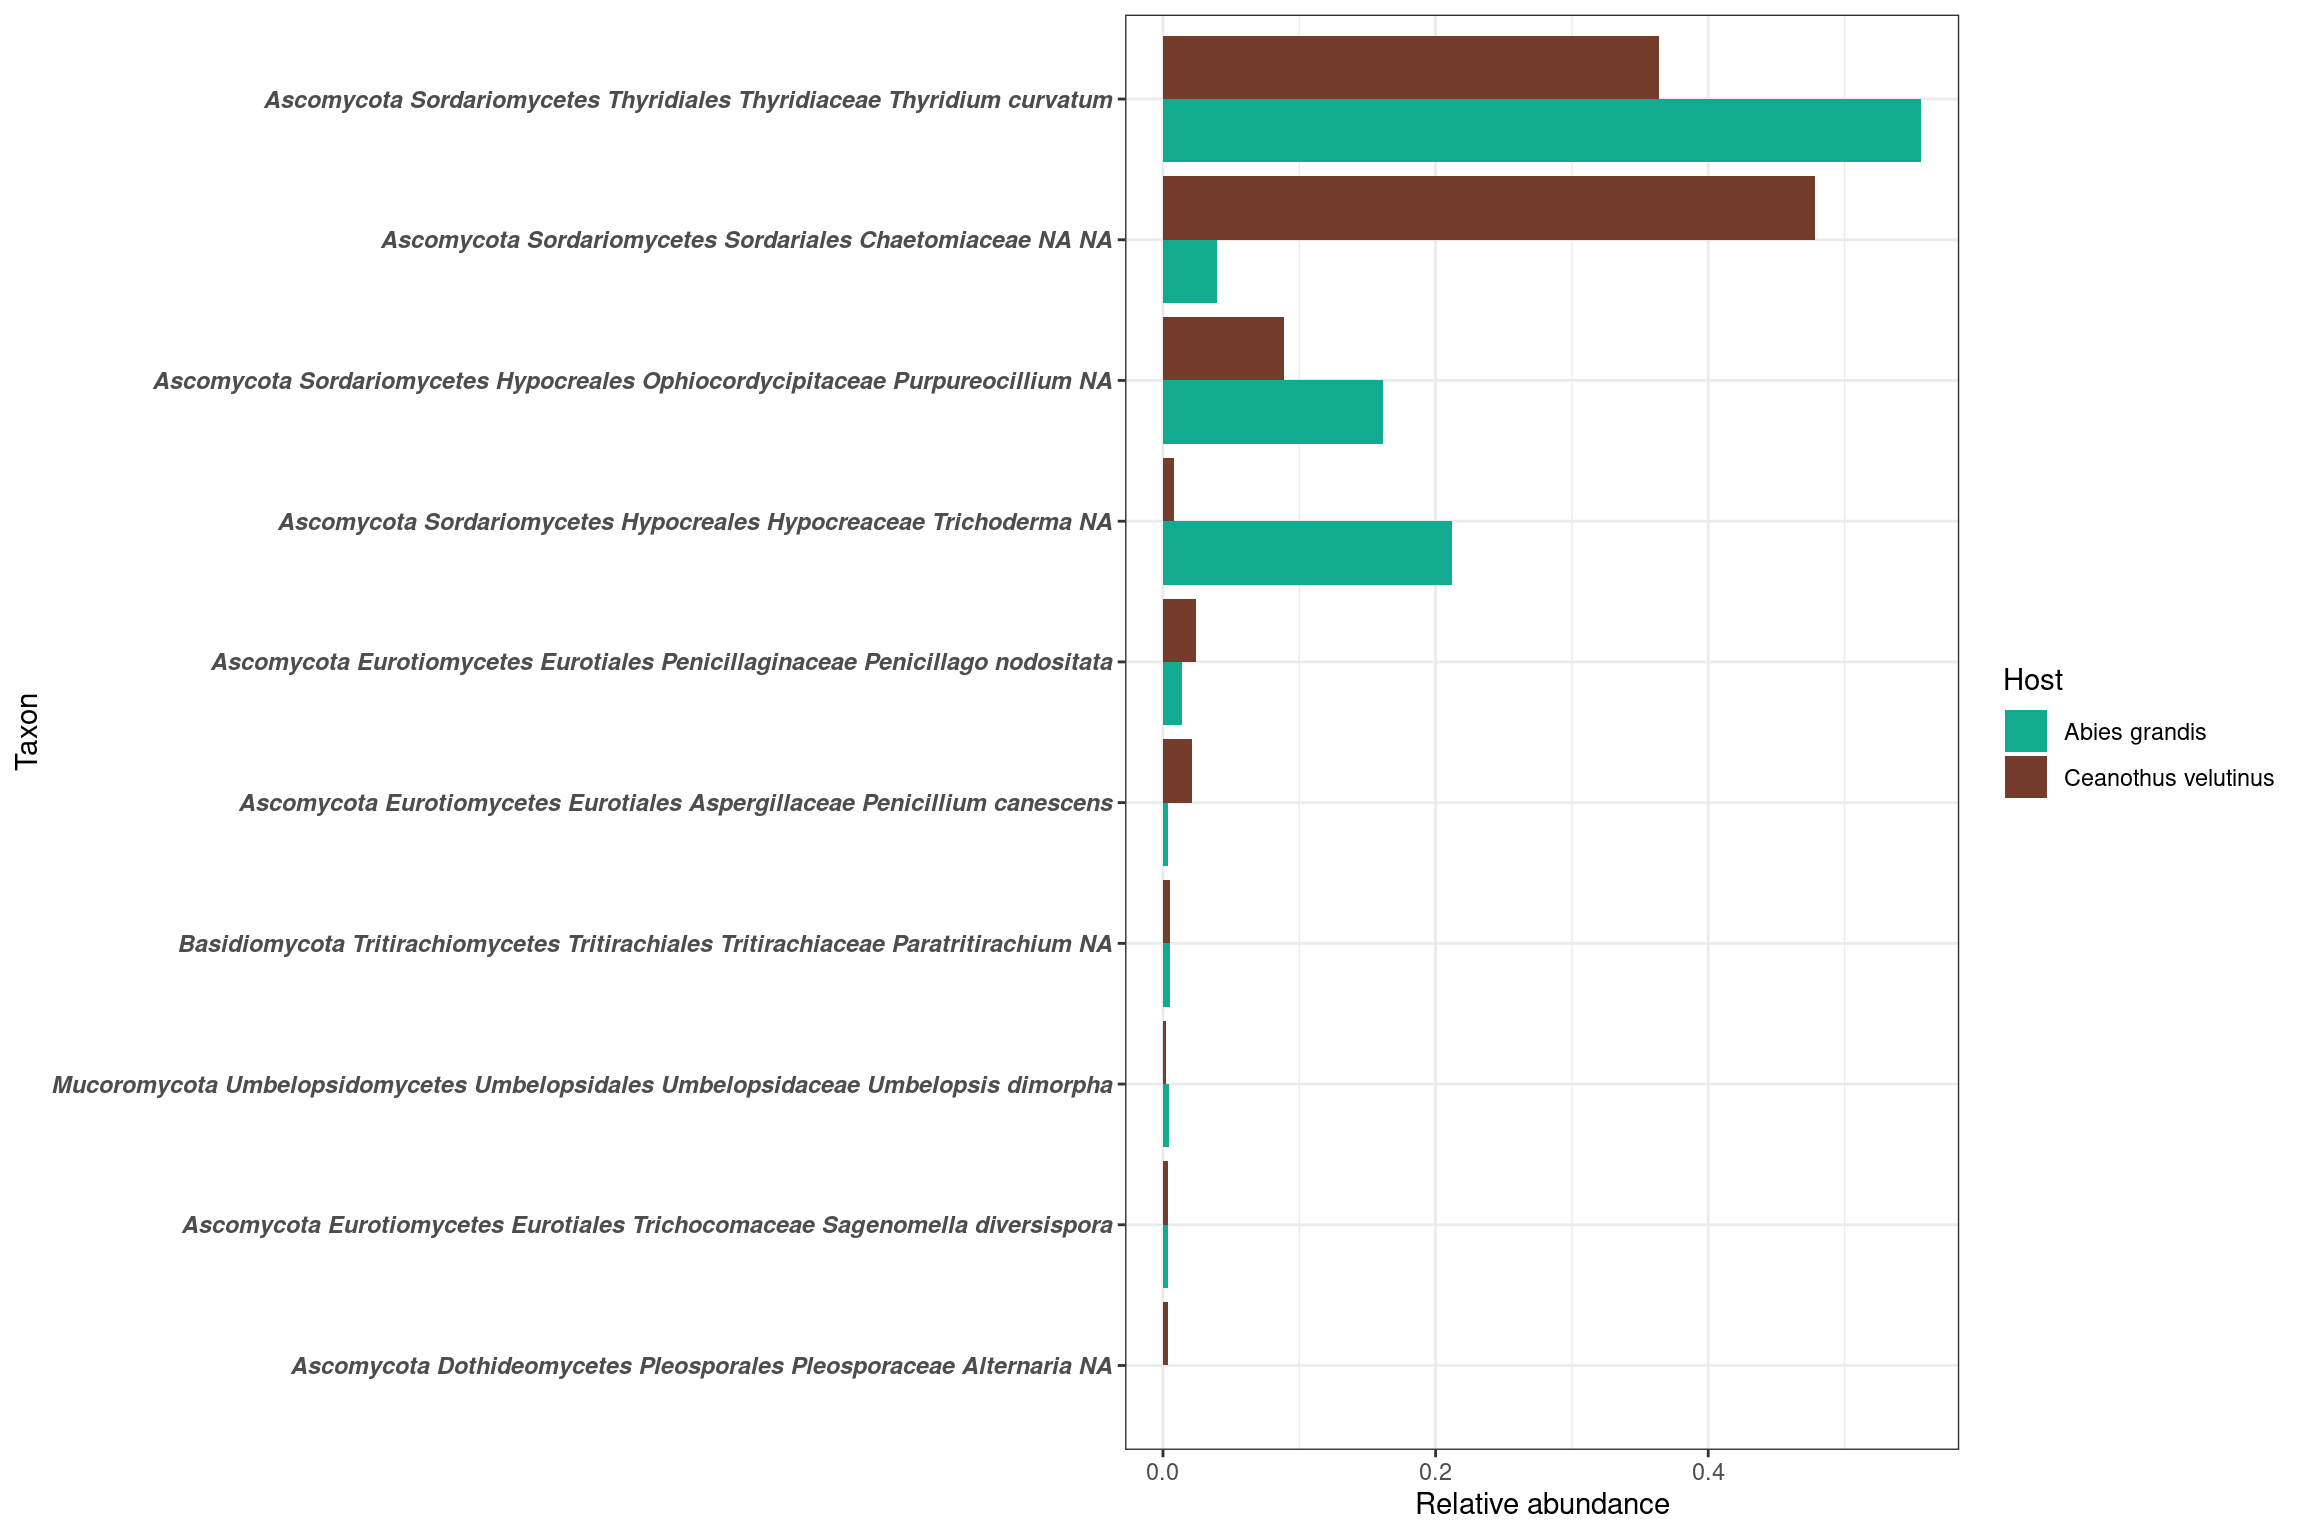 Ascomycota Sordariomycetes Thyridiales Thyridiaceae Thyridium curvatum
Ascomycota Sordariomycetes Sordariales Chaetomiaceae NA NA
Ascomycota Sordariomycetes Hypocreales Ophiocordycipitaceae Purpureocillium NA
Ascomycota Sordariomycetes Hypocreales Hypocreaceae Trichoderma NA
Ascomycota Eurotiomycetes Eurotiales Penicillaginaceae Penicillago nodositata
Ascomycota Eurotiomycetes Eurotiales Aspergillaceae Penicillium canescens
Basidiomycota Tritirachiomycetes Tritirachiales Tritirachiaceae Paratritirachium NA
Mucoromycota Umbelopsidomycetes Umbelopsidales Umbelopsidaceae Umbelopsis dimorpha
Ascomycota Eurotiomycetes Eurotiales Trichocomaceae Sagenomella diversispora
Ascomycota Dothideomycetes Pleosporales Pleosporaceae Alternaria NA
Taxon
0.0 0.2 0.4
Relative abundance
Host
Abies grandis
Ceanothus velutinus